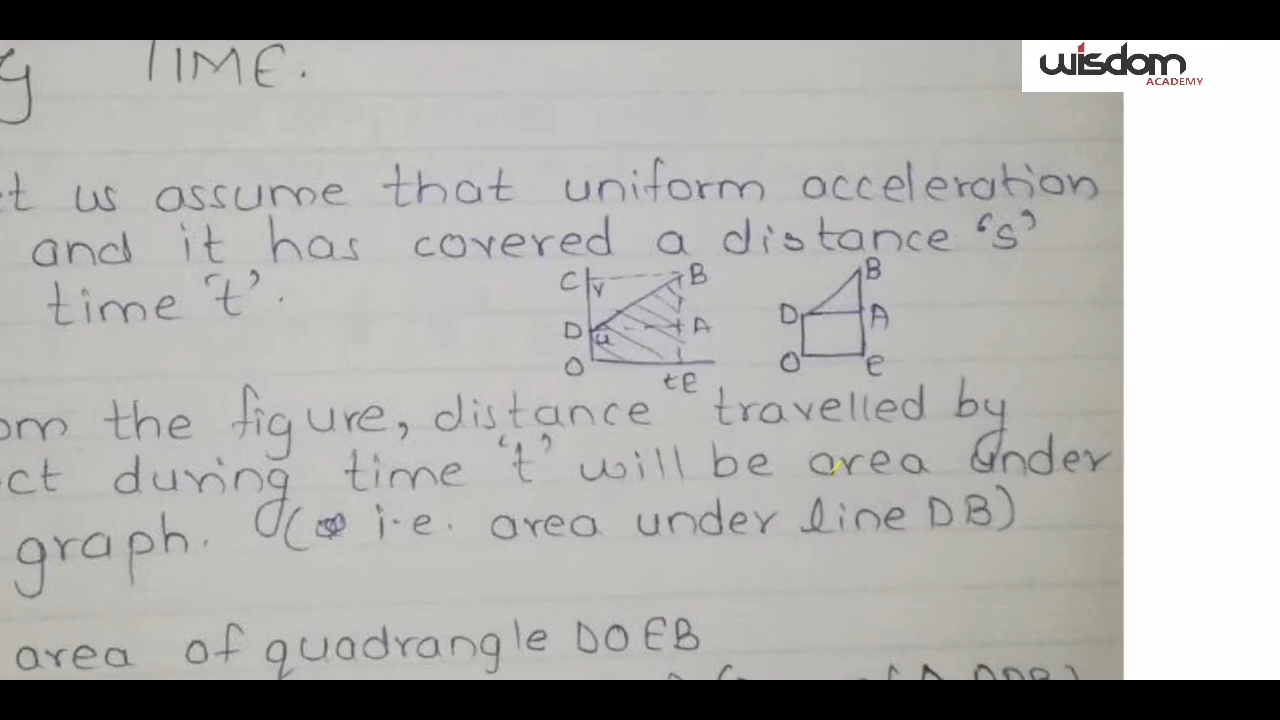 TIME.
wisdom
ACADEMY
us assume that uniform acceleration
and it has covered a distance 's'
time 't'.
C v B B
D u A D A
O tE O E
the figure, distance travelled by
ct during time 't' will be area under
graph. (i.e. area under line DB)
area of quadrangle DOEB